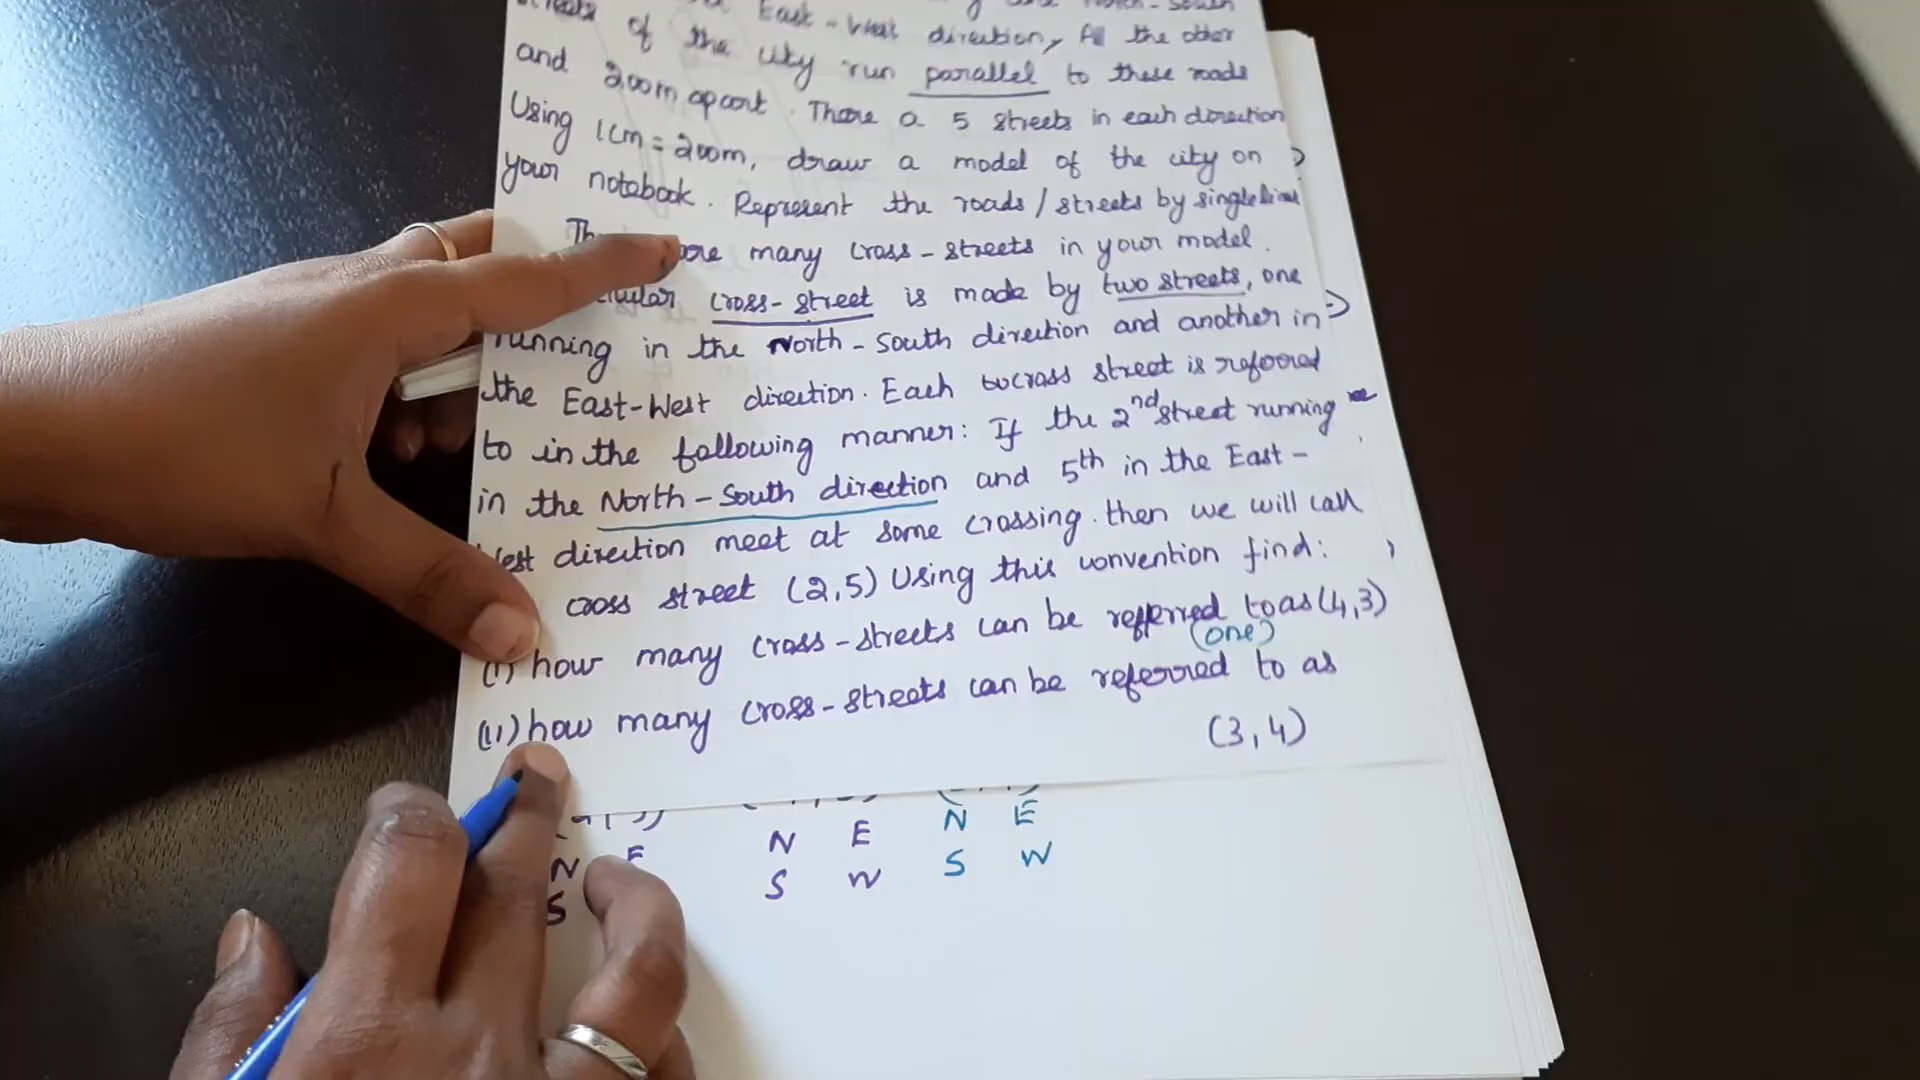 East-West direction, All the other
of the city run parallel to these roads
and 200m apart. There a 5 streets in each direction
Using 1cm = 200m, draw a model of the city on
your notebook. Represent the roads/streets by single lines
are many cross-streets in your model.
cross-street is made by two streets, one
running in the North-South direction and another in
the East-West direction. Each cross street is referred
to in the following manner: If the 2nd street running
in the North-South direction and 5th in the East-
West direction meet at some crossing. then we will call
cross street (2,5) Using this convention find:
(i) how many cross-streets can be referred to as (4,3)
(one)
(ii) how many cross-streets can be referred to as
(3,4)
N E N E
N
S W S W
S